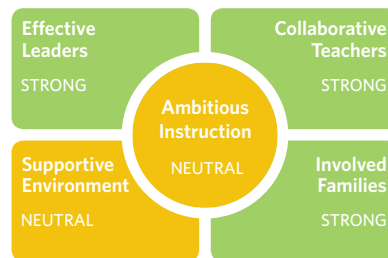 Effective
Leaders
STRONG
Collaborative
Teachers
STRONG
Ambitious
Instruction
NEUTRAL
Supportive
Environment
NEUTRAL
Involved
Families
STRONG